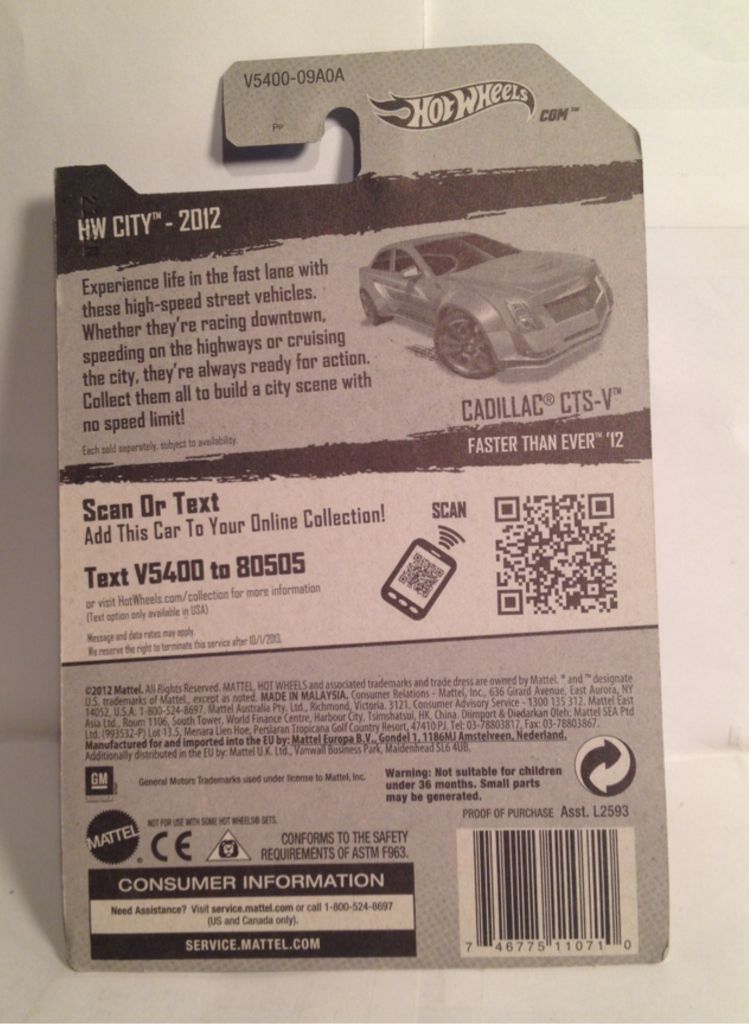 V5400-09A0A
HOT WHEELS
COM™
HW CITY™ - 2012
Experience life in the fast lane with
these high-speed street vehicles.
Whether they're racing downtown,
speeding on the highways or cruising
the city, they're always ready for action.
Collect them all to build a city scene with
no speed limit!
Each sold separately, subject to availability.
CADILLAC® CTS-V™
FASTER THAN EVER™ '12
Scan Or Text
Add This Car To Your Online Collection!
Text V5400 to 80505
or visit HotWheels.com/collection for more information
(Text option only available in USA)
Message and data rates may apply.
We reserve the right to terminate this service after 10/1/2013.
SCAN
©2012 Mattel. All Rights Reserved. MATTEL, HOT WHEELS and associated trademarks and trade dress are owned by Mattel. ® and ™ designate
U.S. trademarks of Mattel, except as noted. MADE IN MALAYSIA. Consumer Relations - Mattel, Inc., 636 Girard Avenue, East Aurora, NY
14052, U.S.A. 1-800-524-8697. Mattel Australia Pty. Ltd., Richmond, Victoria. 3121. Consumer Advisory Service - 1300 135 312. Mattel East
Asia Ltd., Room 1106, South Tower, World Finance Centre, Harbour City, Tsimshatsui, HK, China. Diimport & Diedarkan Oleh: Mattel SEA Ptd
Ltd. (993532-P) Lot 13.5, Menara Lien Hoe, Persiaran Tropicana Golf Country Resort, 47410 PJ. Tel: 03-78803817, Fax: 03-78803867.
Manufactured for and imported into the EU by: Mattel Europa B.V., Gondel 1, 1186MJ Amstelveen, Nederland.
Additionally distributed in the EU by: Mattel U.K. Ltd., Vanwall Business Park, Maidenhead SL6 4UB.
GM
General Motors Trademarks used under license to Mattel, Inc.
Warning: Not suitable for children
under 36 months. Small parts
may be generated.
PROOF OF PURCHASE Asst. L2593
NOT FOR USE WITH SOME HOT WHEELS® SETS.
MATTEL®
CE
CONFORMS TO THE SAFETY
REQUIREMENTS OF ASTM F963.
CONSUMER INFORMATION
Need Assistance? Visit service.mattel.com or call 1-800-524-8697
(US and Canada only).
SERVICE.MATTEL.COM
7 46775 11071 0